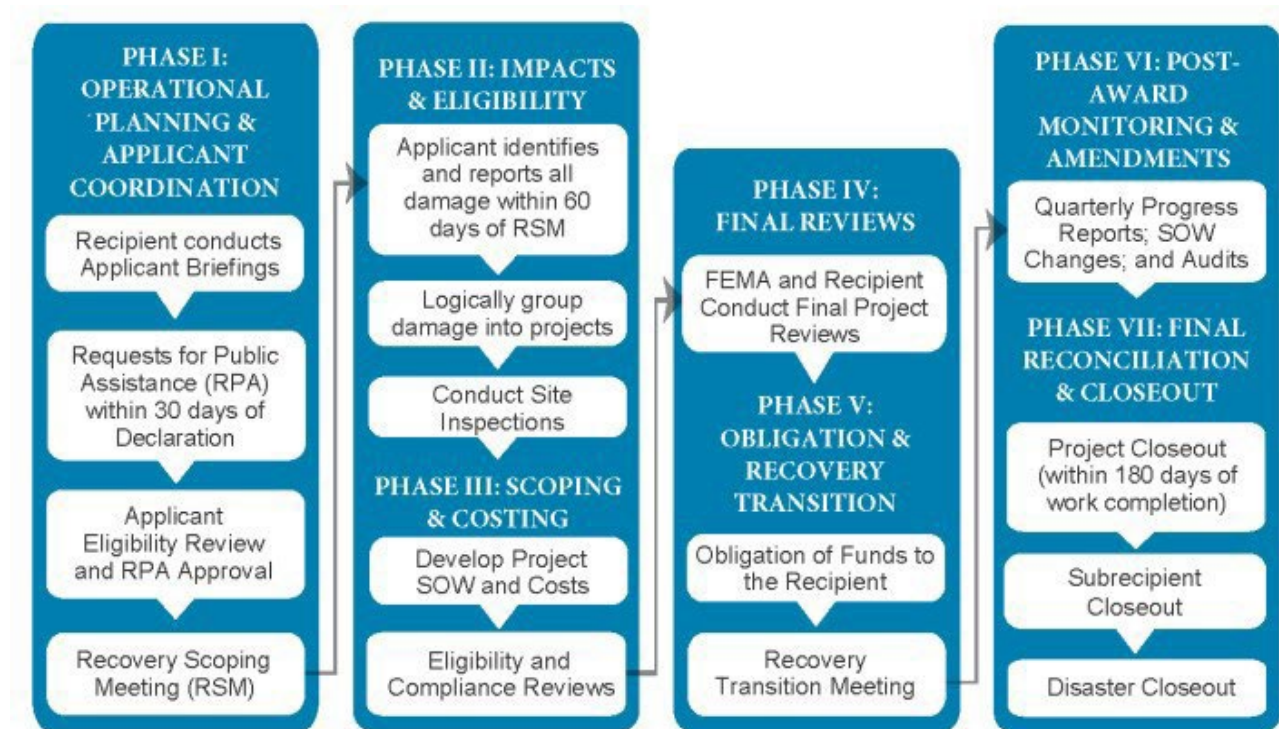 PHASE I:
OPERATIONAL
PLANNING &
APPLICANT
COORDINATION
Recipient conducts
Applicant Briefings
Requests for Public
Assistance (RPA)
within 30 days of
Declaration
Applicant
Eligibility Review
and RPA Approval
Recovery Scoping
Meeting (RSM)
PHASE II: IMPACTS
& ELIGIBILITY
Applicant identifies
and reports all
damage within 60
days of RSM
Logically group
damage into projects
Conduct Site
Inspections
PHASE III: SCOPING
& COSTING
Develop Project
SOW and Costs
Eligibility and
Compliance Reviews
PHASE IV:
FINAL REVIEWS
FEMA and Recipient
Conduct Final Project
Reviews
PHASE V:
OBLIGATION &
RECOVERY
TRANSITION
Obligation of Funds to
the Recipient
Recovery
Transition Meeting
PHASE VI: POST-
AWARD
MONITORING &
AMENDMENTS
Quarterly Progress
Reports; SOW
Changes; and Audits
PHASE VII: FINAL
RECONCILIATION
& CLOSEOUT
Project Closeout
(within 180 days of
work completion)
Subrecipient
Closeout
Disaster Closeout